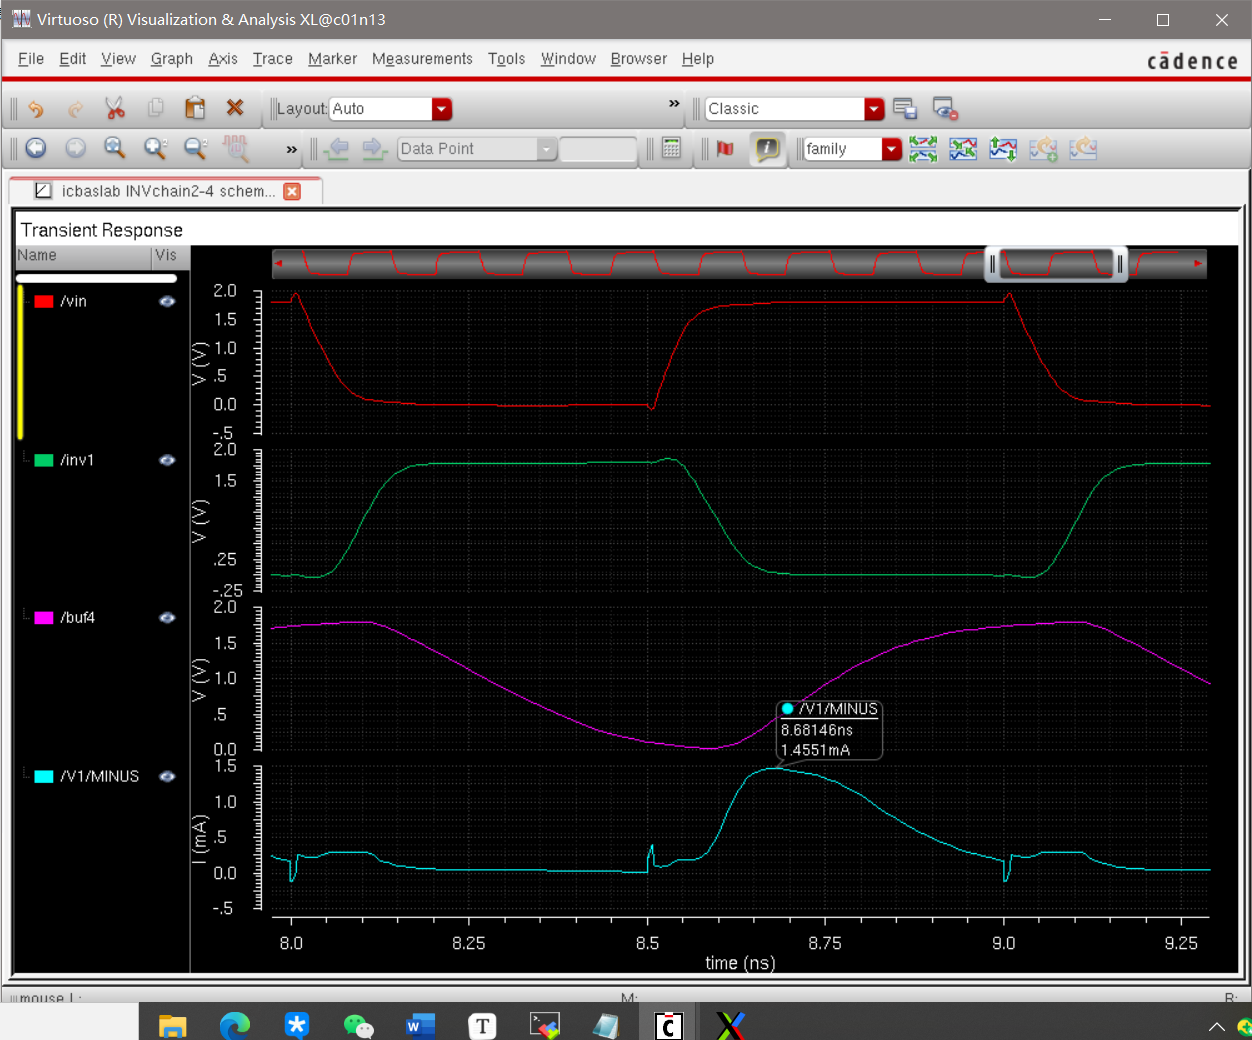 Virtuoso (R) Visualization & Analysis XL@c01n13
File Edit View Graph Axis Trace Marker Measurements Tools Window Browser Help
cādence
Layout: Auto
»
Classic
»
Data Point
family
icbaslab INVchain2-4 schem...
Transient Response
Name Vis
/vin
2.0
1.5
1.0
.5
0.0
-.5
V (V)
/inv1
2.0
1.5
.25
-.25
V (V)
/buf4
2.0
1.5
1.0
.5
0.0
V (V)
/V1/MINUS
8.68146ns
1.4551mA
/V1/MINUS
1.5
1.0
.5
0.0
-.5
I (mA)
8.0 8.25 8.5 8.75 9.0 9.25
time (ns)
mouse L: M: R: